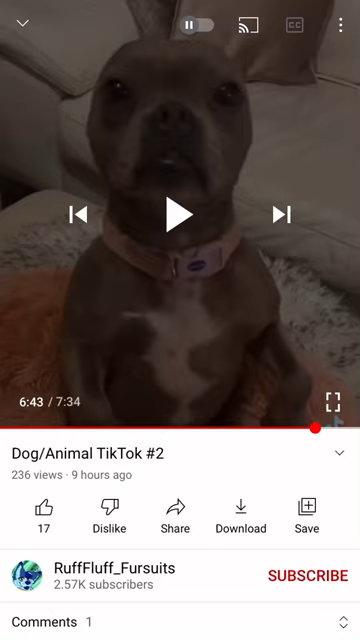 CC
6:43 / 7:34
Dog/Animal TikTok #2
236 views · 9 hours ago
17 Dislike Share Download Save
RuffFluff_Fursuits
2.57K subscribers
SUBSCRIBE
Comments 1